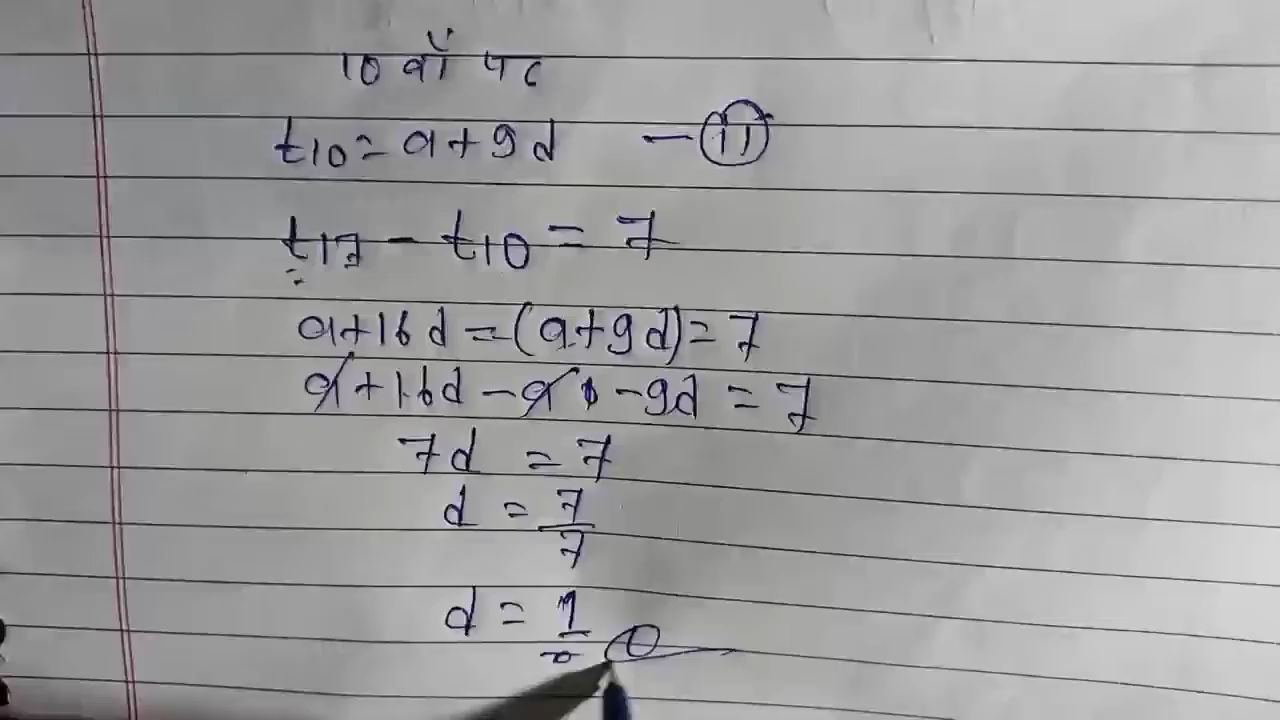 10 वाँ पद
t10 = a + 9d - (ii)
t17 - t10 = 7
a+16d = (a+9d) = 7
a + 16d - a - 9d = 7
7d = 7
d = 7/7
d = 1